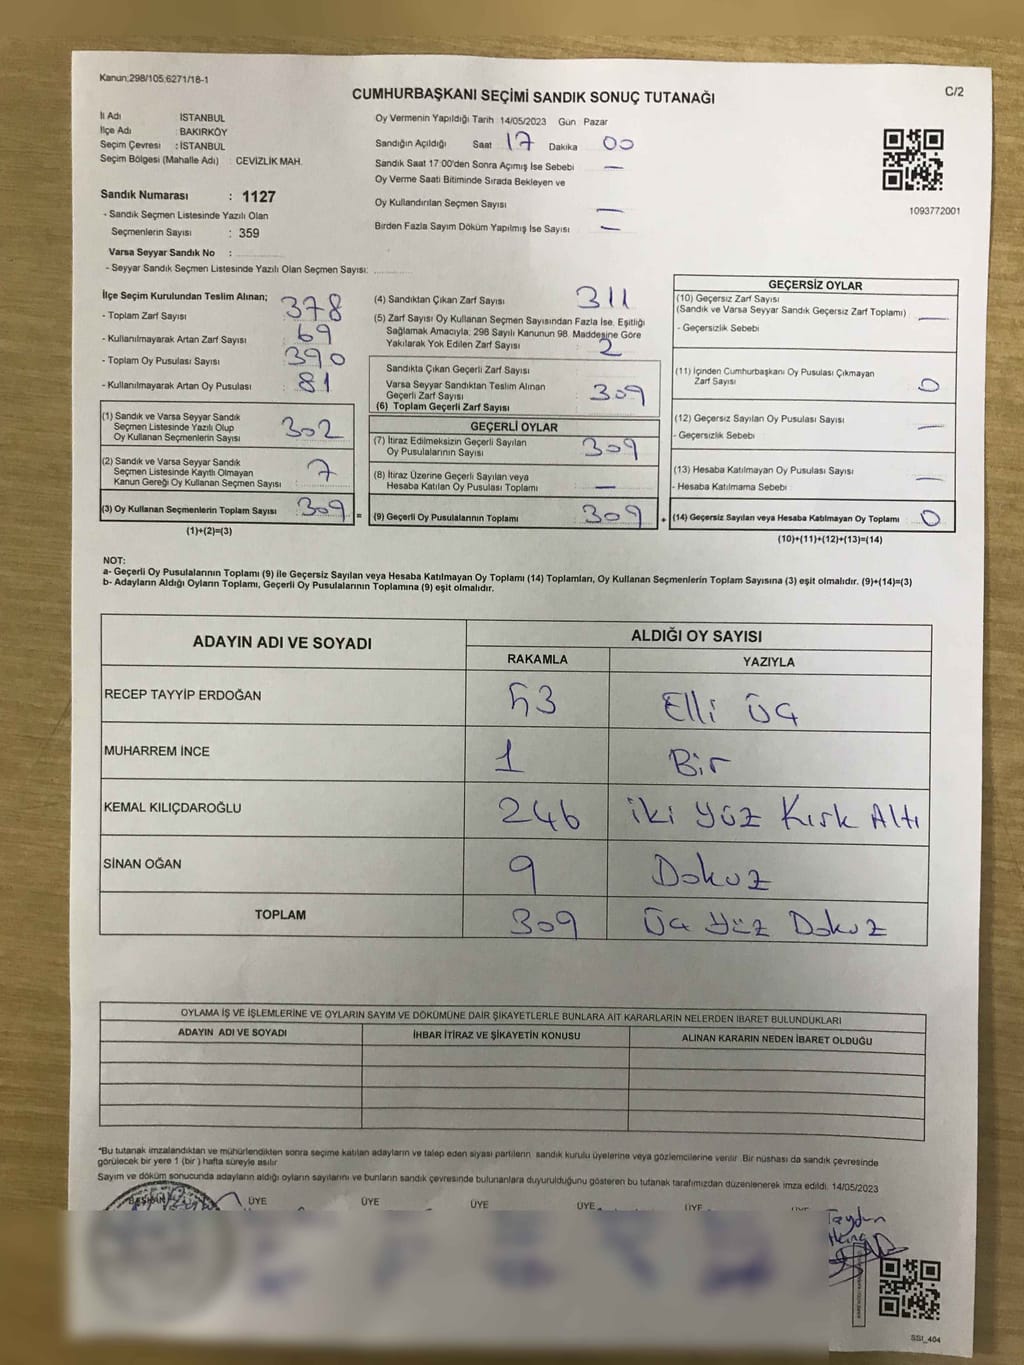 Kanun:298/105.6271/18-1
C/2
CUMHURBAŞKANI SEÇİMİ SANDIK SONUÇ TUTANAĞI
İl Adı İSTANBUL
İlçe Adı : BAKIRKÖY
Seçim Çevresi : İSTANBUL
Seçim Bölgesi (Mahalle Adı) : CEVİZLİK MAH.
Sandık Numarası : 1127
- Sandık Seçmen Listesinde Yazılı Olan
Seçmenlerin Sayısı : 359
Varsa Seyyar Sandık No :
- Seyyar Sandık Seçmen Listesinde Yazılı Olan Seçmen Sayısı:
Oy Vermenin Yapıldığı Tarih 14/05/2023 Gün Pazar
Sandığın Açıldığı Saat 17 Dakika 00
Sandık Saat 17:00'den Sonra Açımış İse Sebebi —
Oy Verme Saati Bitiminde Sırada Bekleyen ve
Oy Kullandırılan Seçmen Sayısı —
Birden Fazla Sayım Döküm Yapılmış İse Sayısı —
1093772001
İlçe Seçim Kurulundan Teslim Alınan;
- Toplam Zarf Sayısı 378
- Kullanılmayarak Artan Zarf Sayısı : 69
- Toplam Oy Pusulası Sayısı 390
- Kullanılmayarak Artan Oy Pusulası : 81
(1) Sandık ve Varsa Seyyar Sandık
Seçmen Listesinde Yazılı Olup
Oy Kullanan Seçmenlerin Sayısı 302
(2) Sandık ve Varsa Seyyar Sandık
Seçmen Listesinde Kayıtlı Olmayan
Kanun Gereği Oy Kullanan Seçmen Sayısı : 7
(3) Oy Kullanan Seçmenlerin Toplam Sayısı : 309
(1)+(2)=(3)
(4) Sandıktan Çıkan Zarf Sayısı 311
(5) Zarf Sayısı Oy Kullanan Seçmen Sayısından Fazla İse, Eşitliği
Sağlamak Amacıyla; 298 Sayılı Kanunun 98. Maddesine Göre
Yakılarak Yok Edilen Zarf Sayısı : 2
Sandıkta Çıkan Geçerli Zarf Sayısı
Varsa Seyyar Sandıktan Teslim Alınan
Geçerli Zarf Sayısı : 309
(6) Toplam Geçerli Zarf Sayısı
GEÇERLİ OYLAR
(7) İtiraz Edilmeksizin Geçerli Sayılan
Oy Pusulalarının Sayısı : 309
(8) İtiraz Üzerine Geçerli Sayılan veya
Hesaba Katılan Oy Pusulası Toplamı : —
= (9) Geçerli Oy Pusulalarının Toplamı : 309
GEÇERSİZ OYLAR
(10) Geçersiz Zarf Sayısı
(Sandık ve Varsa Seyyar Sandık Geçersiz Zarf Toplamı) —
- Geçersizlik Sebebi
(11) İçinden Cumhurbaşkanı Oy Pusulası Çıkmayan
Zarf Sayısı 0
(12) Geçersiz Sayılan Oy Pusulası Sayısı —
- Geçersizlik Sebebi
(13) Hesaba Katılmayan Oy Pusulası Sayısı —
- Hesaba Katılmama Sebebi
+ (14) Geçersiz Sayılan veya Hesaba Katılmayan Oy Toplamı 0
(10)+(11)+(12)+(13)=(14)
NOT:
a- Geçerli Oy Pusulalarının Toplamı (9) ile Geçersiz Sayılan veya Hesaba Katılmayan Oy Toplamı (14) Toplamları, Oy Kullanan Seçmenlerin Toplam Sayısına (3) eşit olmalıdır. (9)+(14)=(3)
b- Adayların Aldığı Oyların Toplamı, Geçerli Oy Pusulalarının Toplamına (9) eşit olmalıdır.
ADAYIN ADI VE SOYADI ALDIĞI OY SAYISI
RAKAMLA YAZIYLA
RECEP TAYYİP ERDOĞAN 53 Elli Üç
MUHARREM İNCE 1 Bir
KEMAL KILIÇDAROĞLU 246 iki yüz Kırk Altı
SİNAN OĞAN 9 Dokuz
TOPLAM 309 Üç Yüz Dokuz
OYLAMA İŞ VE İŞLEMLERİNE VE OYLARIN SAYIM VE DÖKÜMÜNE DAİR ŞİKAYETLERLE BUNLARA AİT KARARLARIN NELERDEN İBARET BULUNDUKLARI
ADAYIN ADI VE SOYADI İHBAR İTİRAZ VE ŞİKAYETİN KONUSU ALINAN KARARIN NEDEN İBARET OLDUĞU
*Bu tutanak imzalandıktan ve mühürlendikten sonra seçime katılan adayların ve talep eden siyasi partilerin sandık kurulu üyelerine veya gözlemcilerine verilir. Bir nüshası da sandık çevresinde
görülecek bir yere 1 (bir) hafta süreyle asılır
Sayım ve döküm sonucunda adayların aldığı oyların sayılarını ve bunların sandık çevresinde bulunanlara duyurulduğunu gösteren bu tutanak tarafımızdan düzenlenerek imza edildi. 14/05/2023
BAŞKAN ÜYE ÜYE ÜYE ÜYE ÜYE
SSI_404